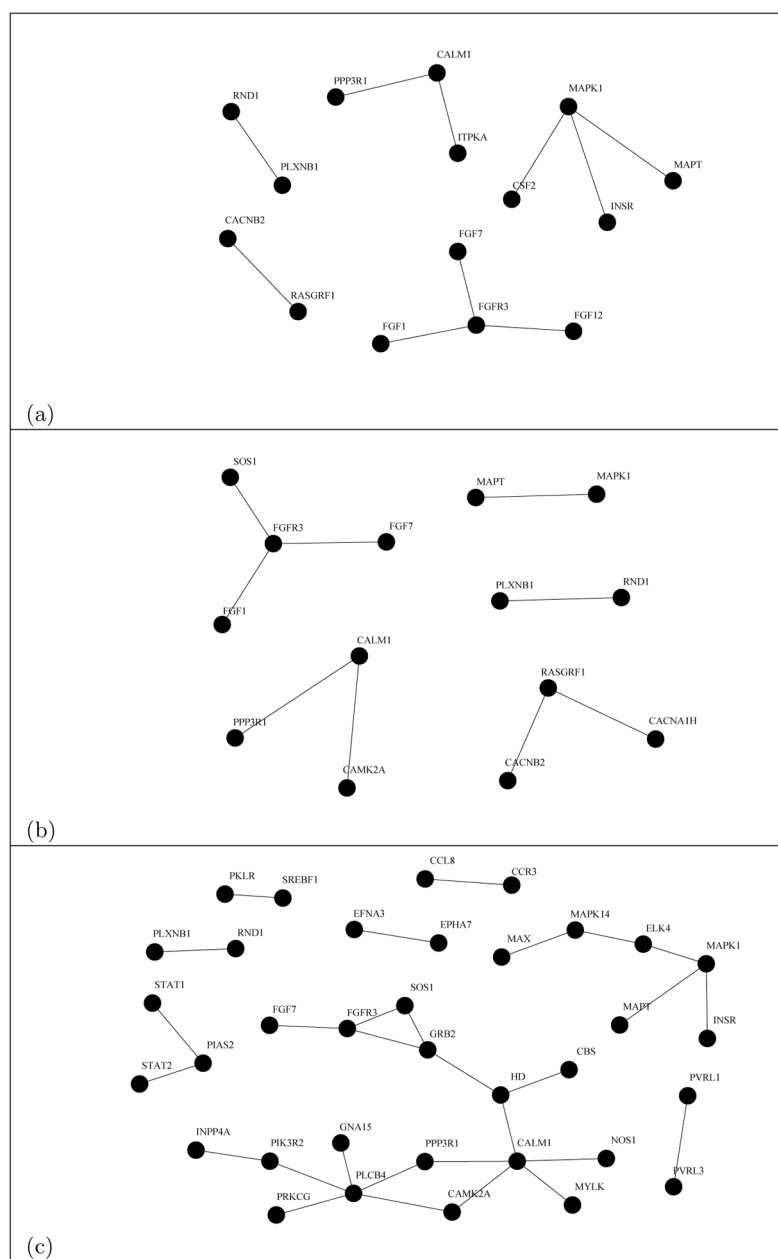 CALM1
PPP3R1
MAPK1
RND1
ITPKA
PLXNB1
MAPT
CSF2
INSR
CACNB2
FGF7
RASGRF1
FGFR3
FGF12
FGF1
(a)
SOS1
MAPT
MAPK1
FGFR3
FGF7
PLXNB1
RND1
FGF1
CALM1
RASGRF1
PPP3R1
CACNA1H
CAMK2A
CACNB2
(b)
CCL8
CCR3
PKLR
SREBF1
EFNA3
EPHA7
MAPK14
ELK4
PLXNB1
RND1
MAX
MAPK1
STAT1
SOS1
FGF7
FGFR3
MAPT
INSR
PIAS2
GRB2
STAT2
HD
CBS
PVRL1
GNA15
INPP4A
PIK3R2
PPP3R1
CALM1
NOS1
PLCB4
PVRL3
PRKCG
CAMK2A
MYLK
(c)